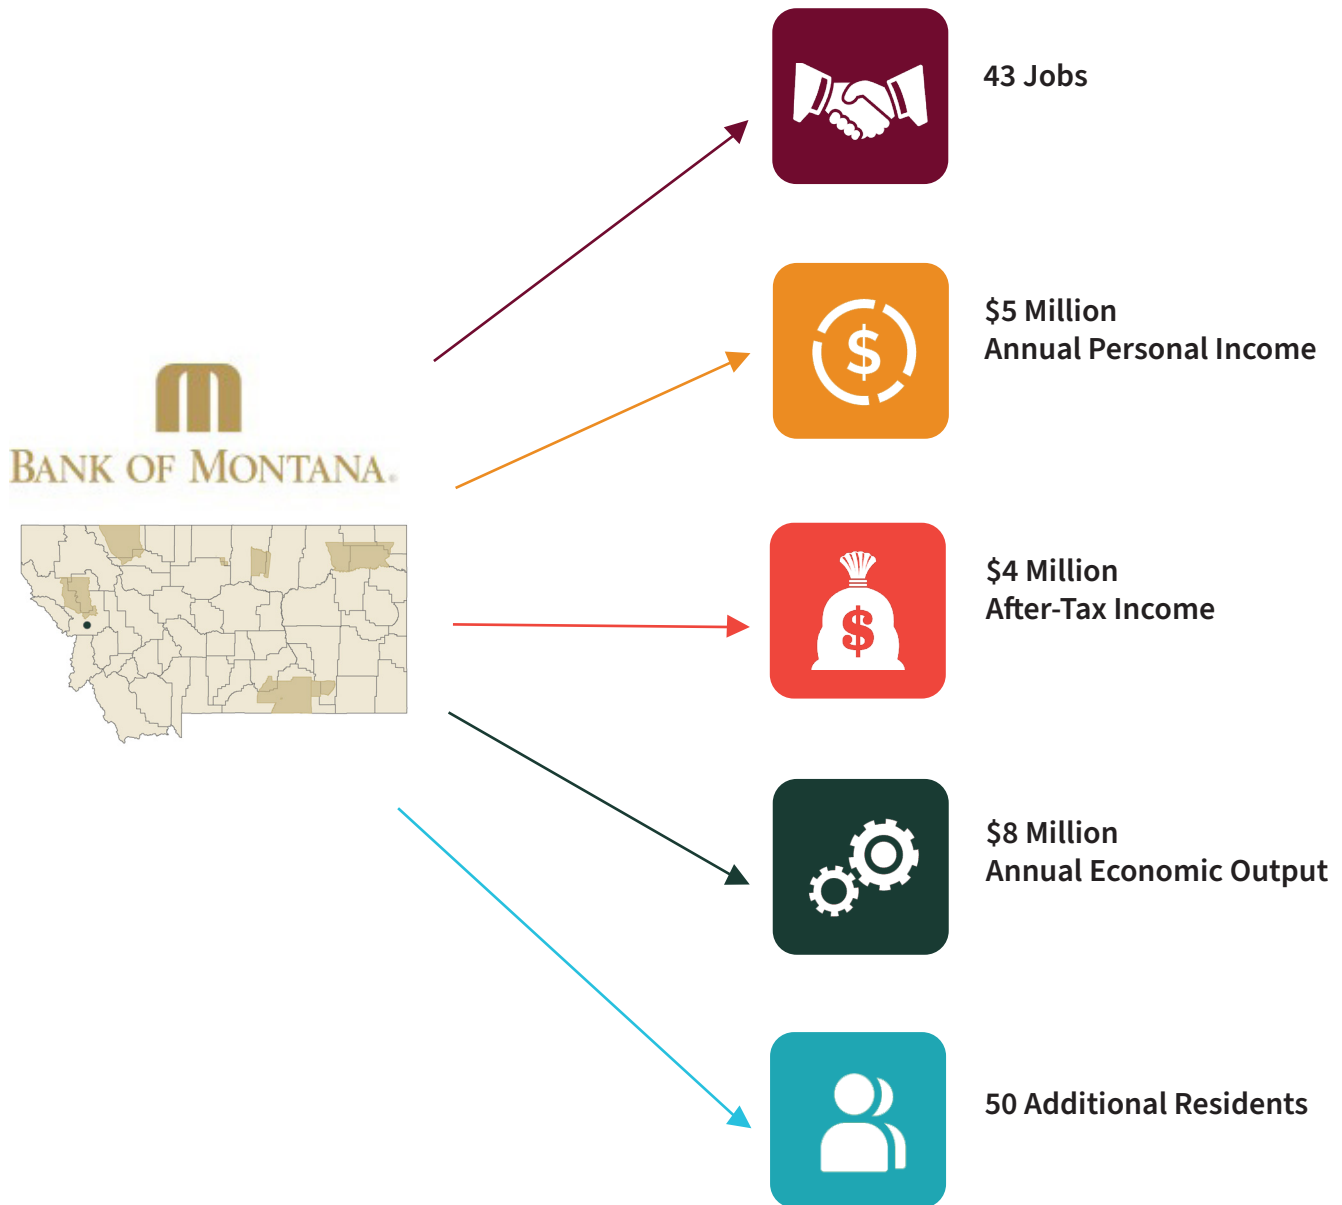 43 Jobs
$5 Million
Annual Personal Income
BANK OF MONTANA®
$4 Million
After-Tax Income
$8 Million
Annual Economic Output
50 Additional Residents